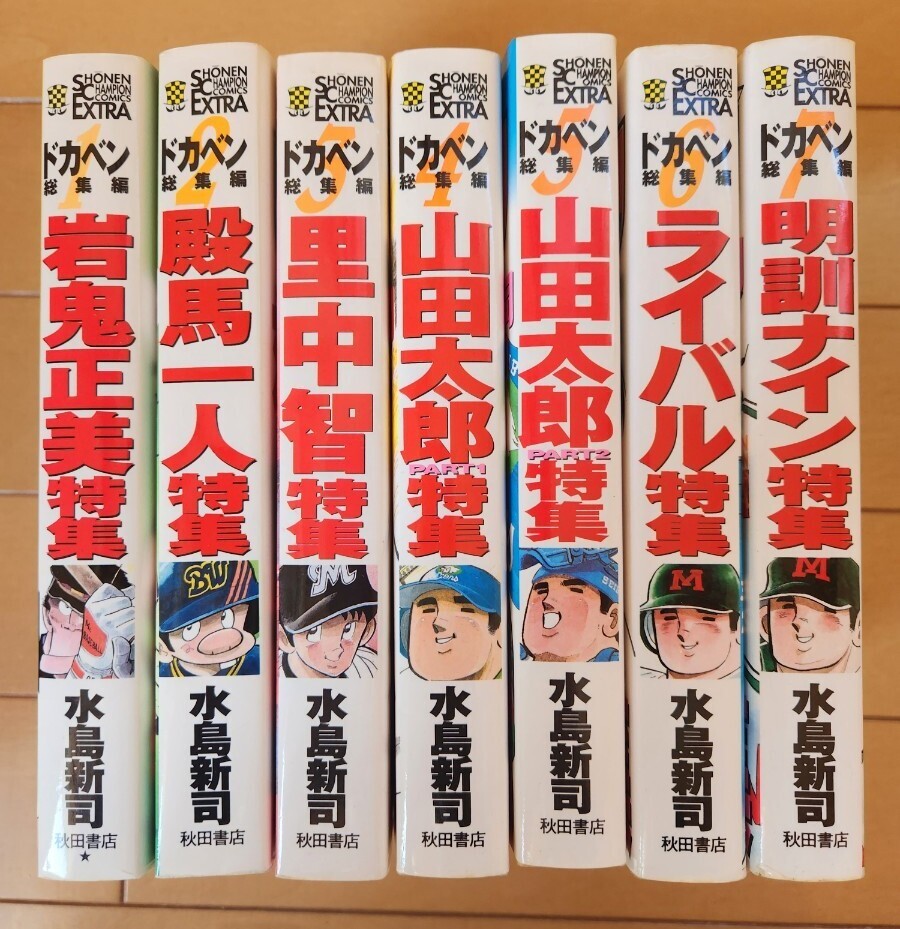 SHŌNEN
CHAMPION
COMICS
EXTRA
1
ドカベン
総集編
岩鬼正美
特集
水島新司
秋田書店
★
SHŌNEN
CHAMPION
COMICS
EXTRA
2
ドカベン
総集編
殿馬一人
特集
BW
水島新司
秋田書店
SHŌNEN
CHAMPION
COMICS
EXTRA
3
ドカベン
総集編
里中智
特集
M
水島新司
秋田書店
SHŌNEN
CHAMPION
COMICS
EXTRA
4
ドカベン
総集編
山田太郎
PART1
特集
水島新司
秋田書店
SHŌNEN
CHAMPION
COMICS
EXTRA
5
ドカベン
総集編
山田太郎
PART2
特集
水島新司
秋田書店
SHŌNEN
CHAMPION
COMICS
EXTRA
6
ドカベン
総集編
ライバル
特集
M
水島新司
秋田書店
SHŌNEN
CHAMPION
COMICS
EXTRA
7
ドカベン
総集編
明訓ナイン
特集
M
水島新司
秋田書店